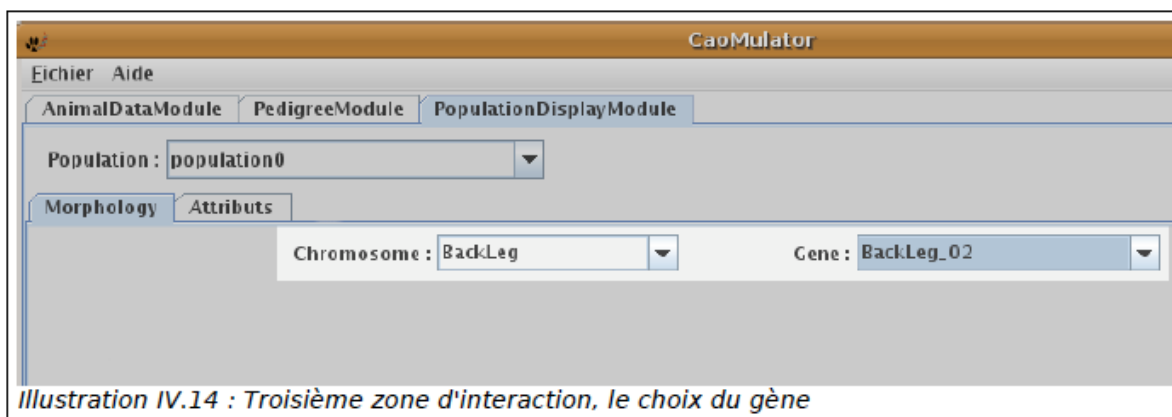 CaoMulator
Eichier Aide
AnimalDataModule PedigreeModule PopulationDisplayModule
Population : population0
Morphology Attributs
Chromosome : BackLeg Gene : BackLeg_02
Illustration IV.14 : Troisième zone d'interaction, le choix du gène